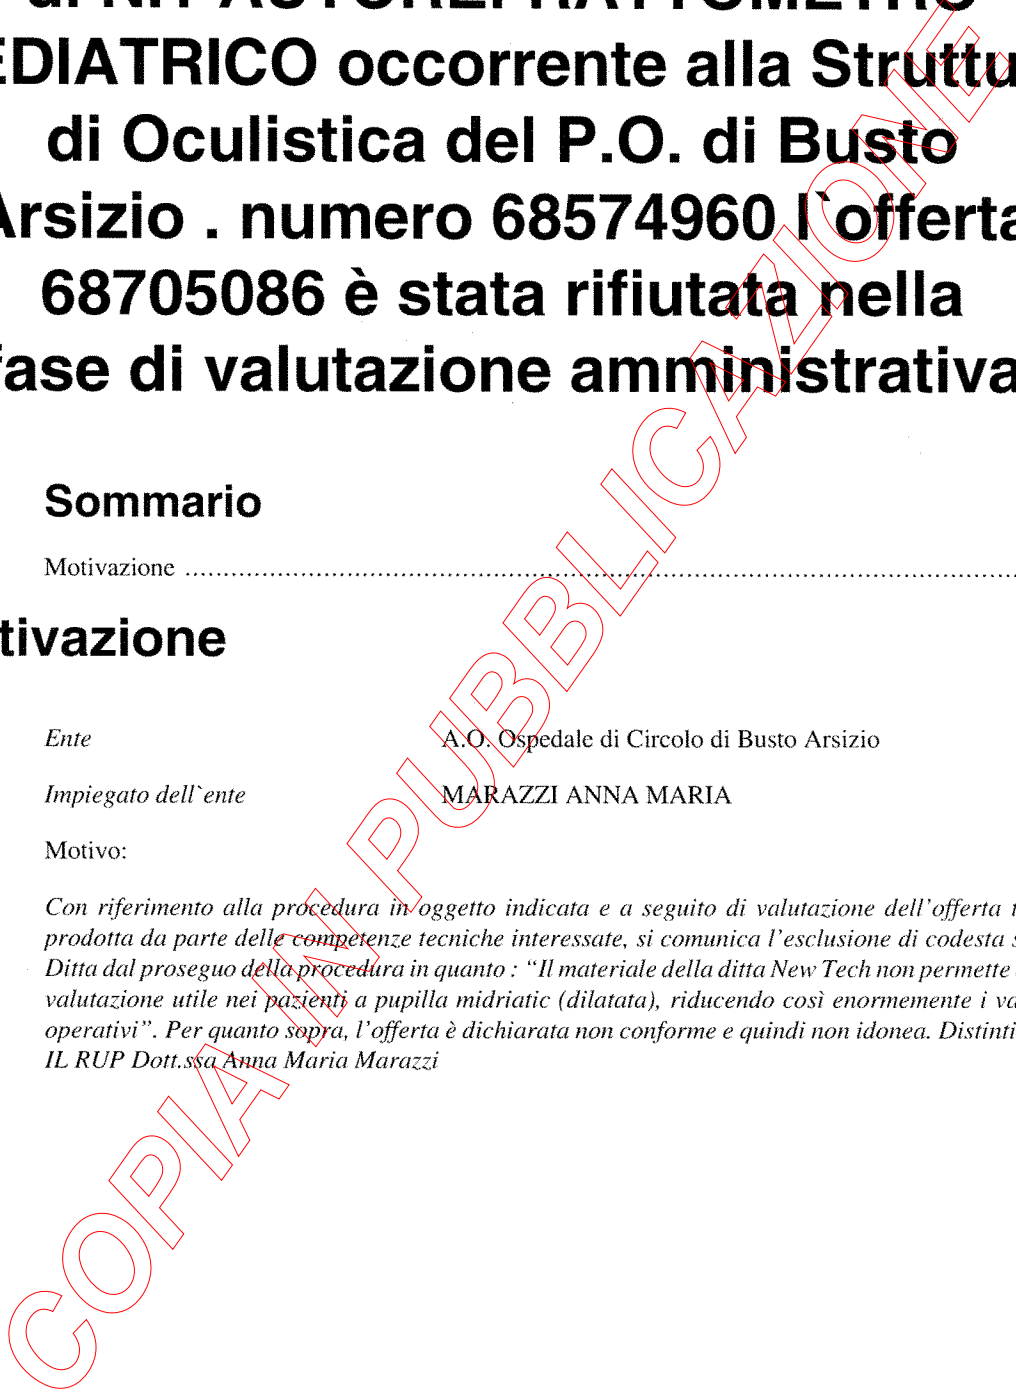 di N.1 AUTOREFRATTOMETRO
EDIATRICO occorrente alla Struttu
di Oculistica del P.O. di Busto
Arsizio . numero 68574960 l`offerta
68705086 è stata rifiutata nella
fase di valutazione amministrativa
Sommario
Motivazione ........................................................................................
tivazione
Ente A.O. Ospedale di Circolo di Busto Arsizio
Impiegato dell`ente MARAZZI ANNA MARIA
Motivo:
Con riferimento alla procedura in oggetto indicata e a seguito di valutazione dell’offerta t
prodotta da parte delle competenze tecniche interessate, si comunica l’esclusione di codesta s
Ditta dal proseguo della procedura in quanto : “Il materiale della ditta New Tech non permette
valutazione utile nei pazienti a pupilla midriatic (dilatata), riducendo così enormemente i va
operativi”. Per quanto sopra, l’offerta è dichiarata non conforme e quindi non idonea. Distinti
IL RUP Dott.ssa Anna Maria Marazzi
COPIA IN PUBBLICAZIONE